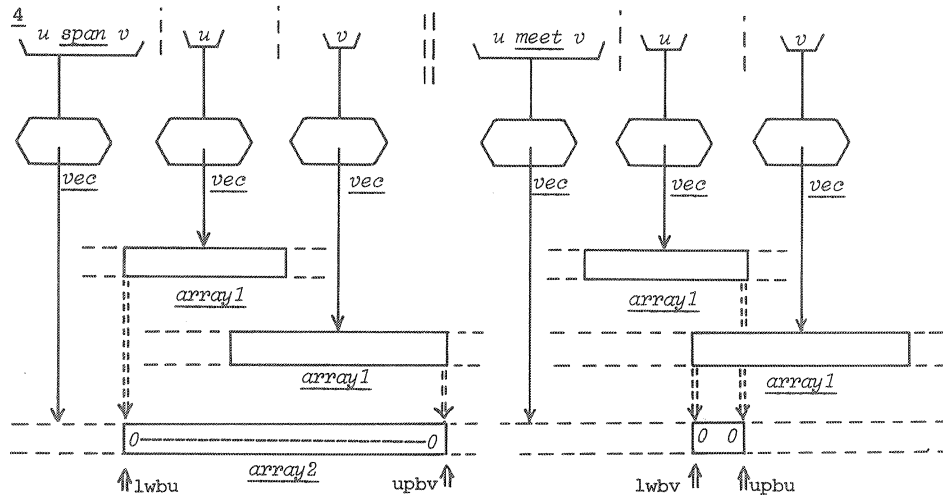 4
u span v u v u meet v u v
vec vec vec vec vec vec
array1 array1
array1 array1
0 0 0 0
array2
lwbu upbv lwbv upbu